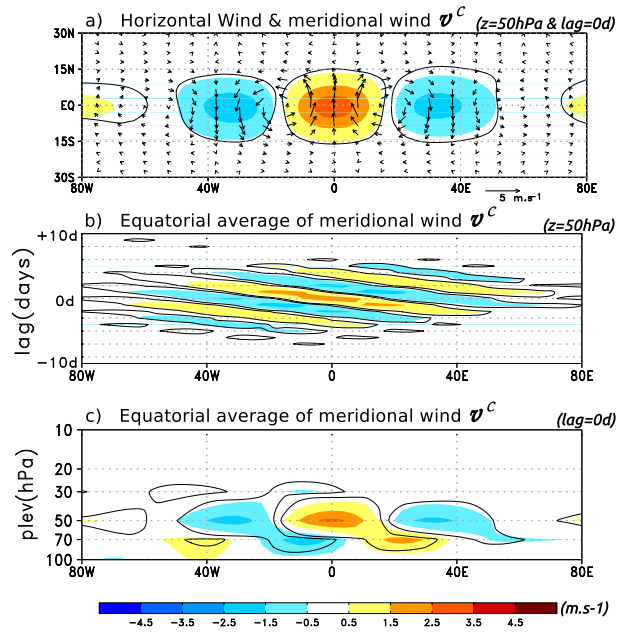 a) Horizontal Wind & meridional wind v^c (z=50hPa & lag=0d)
30N
15N
EQ
15S
30S
80W 40W 0 40E 80E
5 m.s-1
b) Equatorial average of meridional wind v^c (z=50hPa)
lag(days)
+10d
0d
-10d
80W 40W 0 40E 80E
c) Equatorial average of meridional wind v^c (lag=0d)
plev(hPa)
10
20
30
50
70
100
80W 40W 0 40E 80E
-4.5 -3.5 -2.5 -1.5 -0.5 0.5 1.5 2.5 3.5 4.5 (m.s-1)